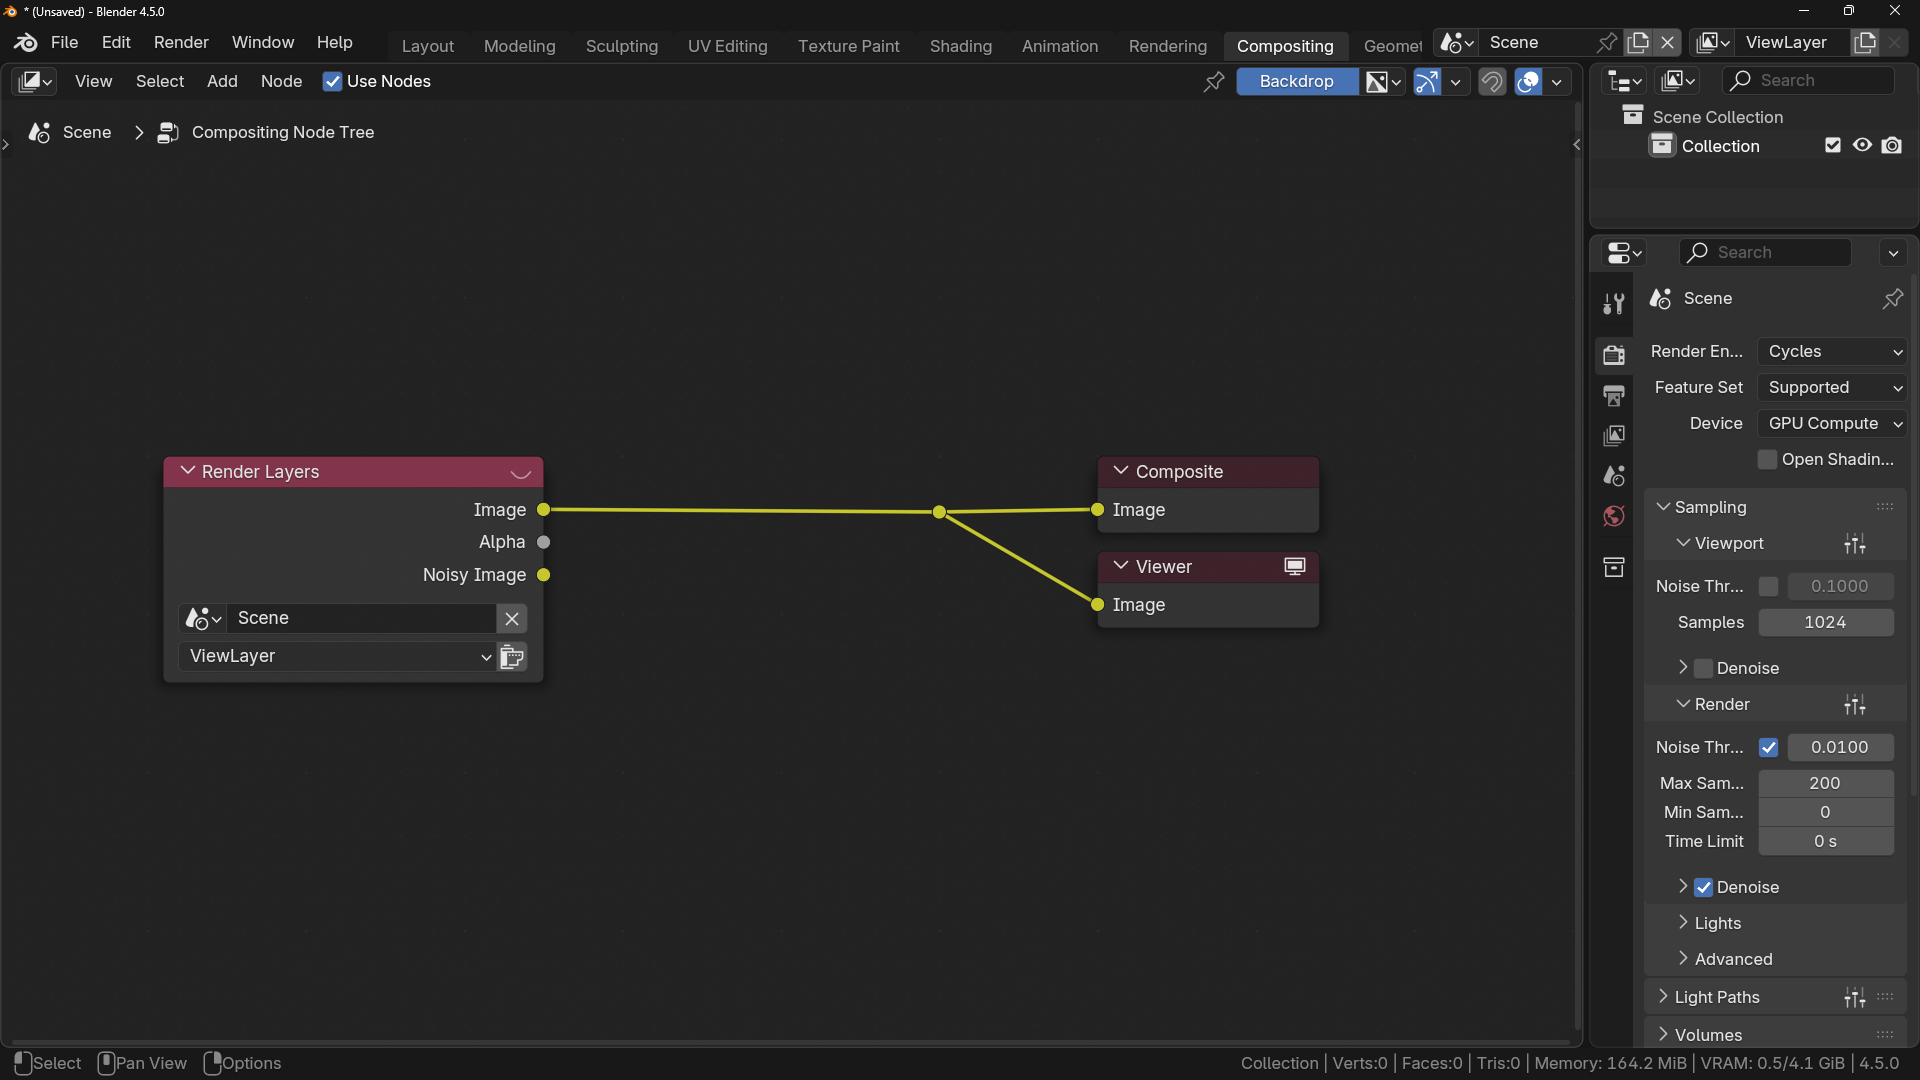 * (Unsaved) - Blender 4.5.0
File Edit Render Window Help
Layout Modeling Sculpting UV Editing Texture Paint Shading Animation Rendering Compositing Geomet
Scene
ViewLayer
View Select Add Node Use Nodes
Backdrop
Search
Scene > Compositing Node Tree
Scene Collection
Collection
Search
Scene
Render En... Cycles
Feature Set Supported
Device GPU Compute
Open Shadin...
Sampling
Viewport
Noise Thr... 0.1000
Samples 1024
Denoise
Render
Noise Thr... 0.0100
Max Sam... 200
Min Sam... 0
Time Limit 0 s
Denoise
Lights
Advanced
Light Paths
Volumes
Render Layers
Image
Alpha
Noisy Image
Scene
ViewLayer
Composite
Image
Viewer
Image
Select Pan View Options
Collection | Verts:0 | Faces:0 | Tris:0 | Memory: 164.2 MiB | VRAM: 0.5/4.1 GiB | 4.5.0